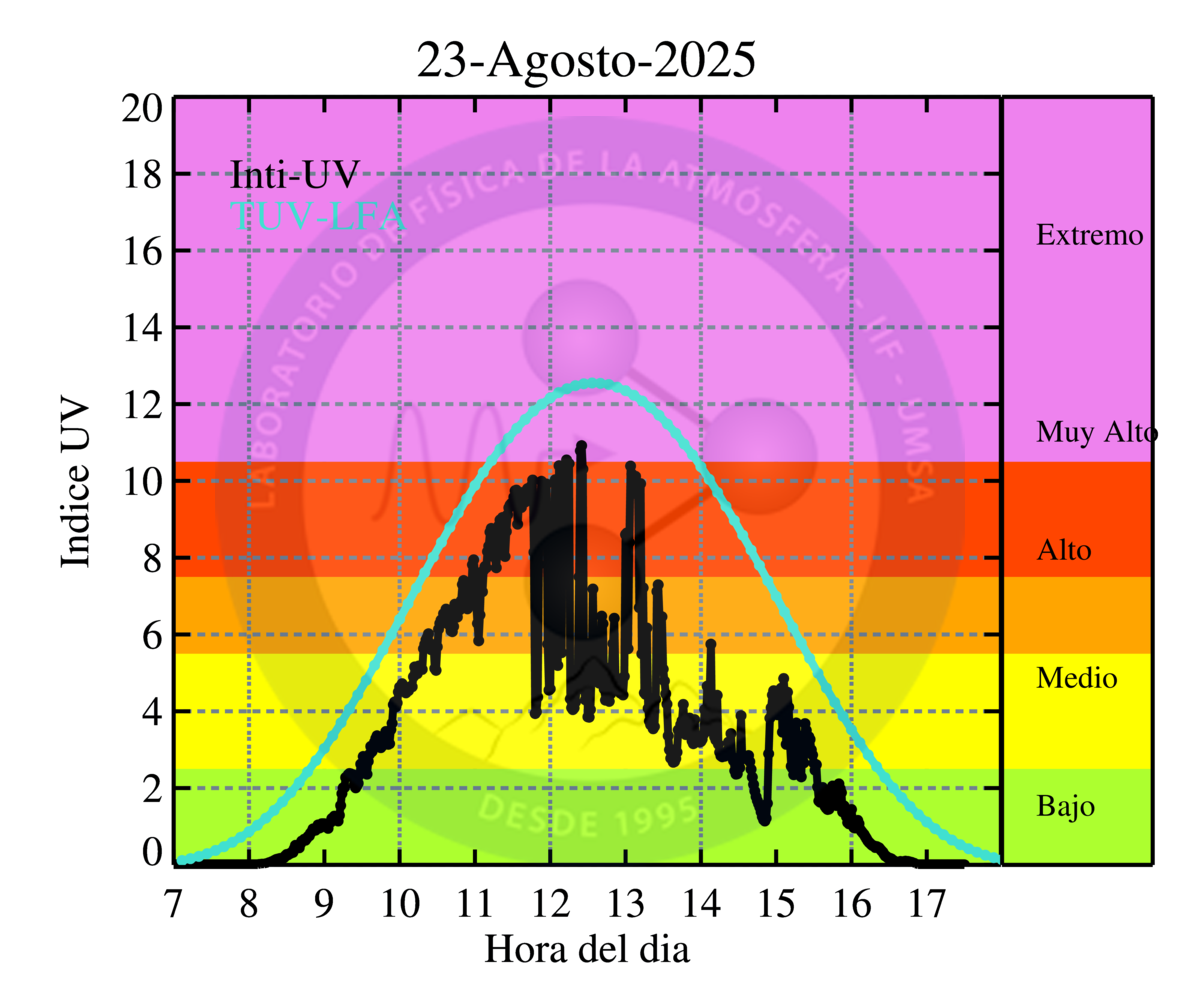 23-Agosto-2025
20
18
16
14
12
10
8
6
4
2
0
Indice UV
Inti-UV
TUV-LFA
LABORATORIO DE FÍSICA DE LA ATMÓSFERA - IIF - UMSA
DESDE 1995
Extremo
Muy Alto
Alto
Medio
Bajo
7 8 9 10 11 12 13 14 15 16 17
Hora del dia